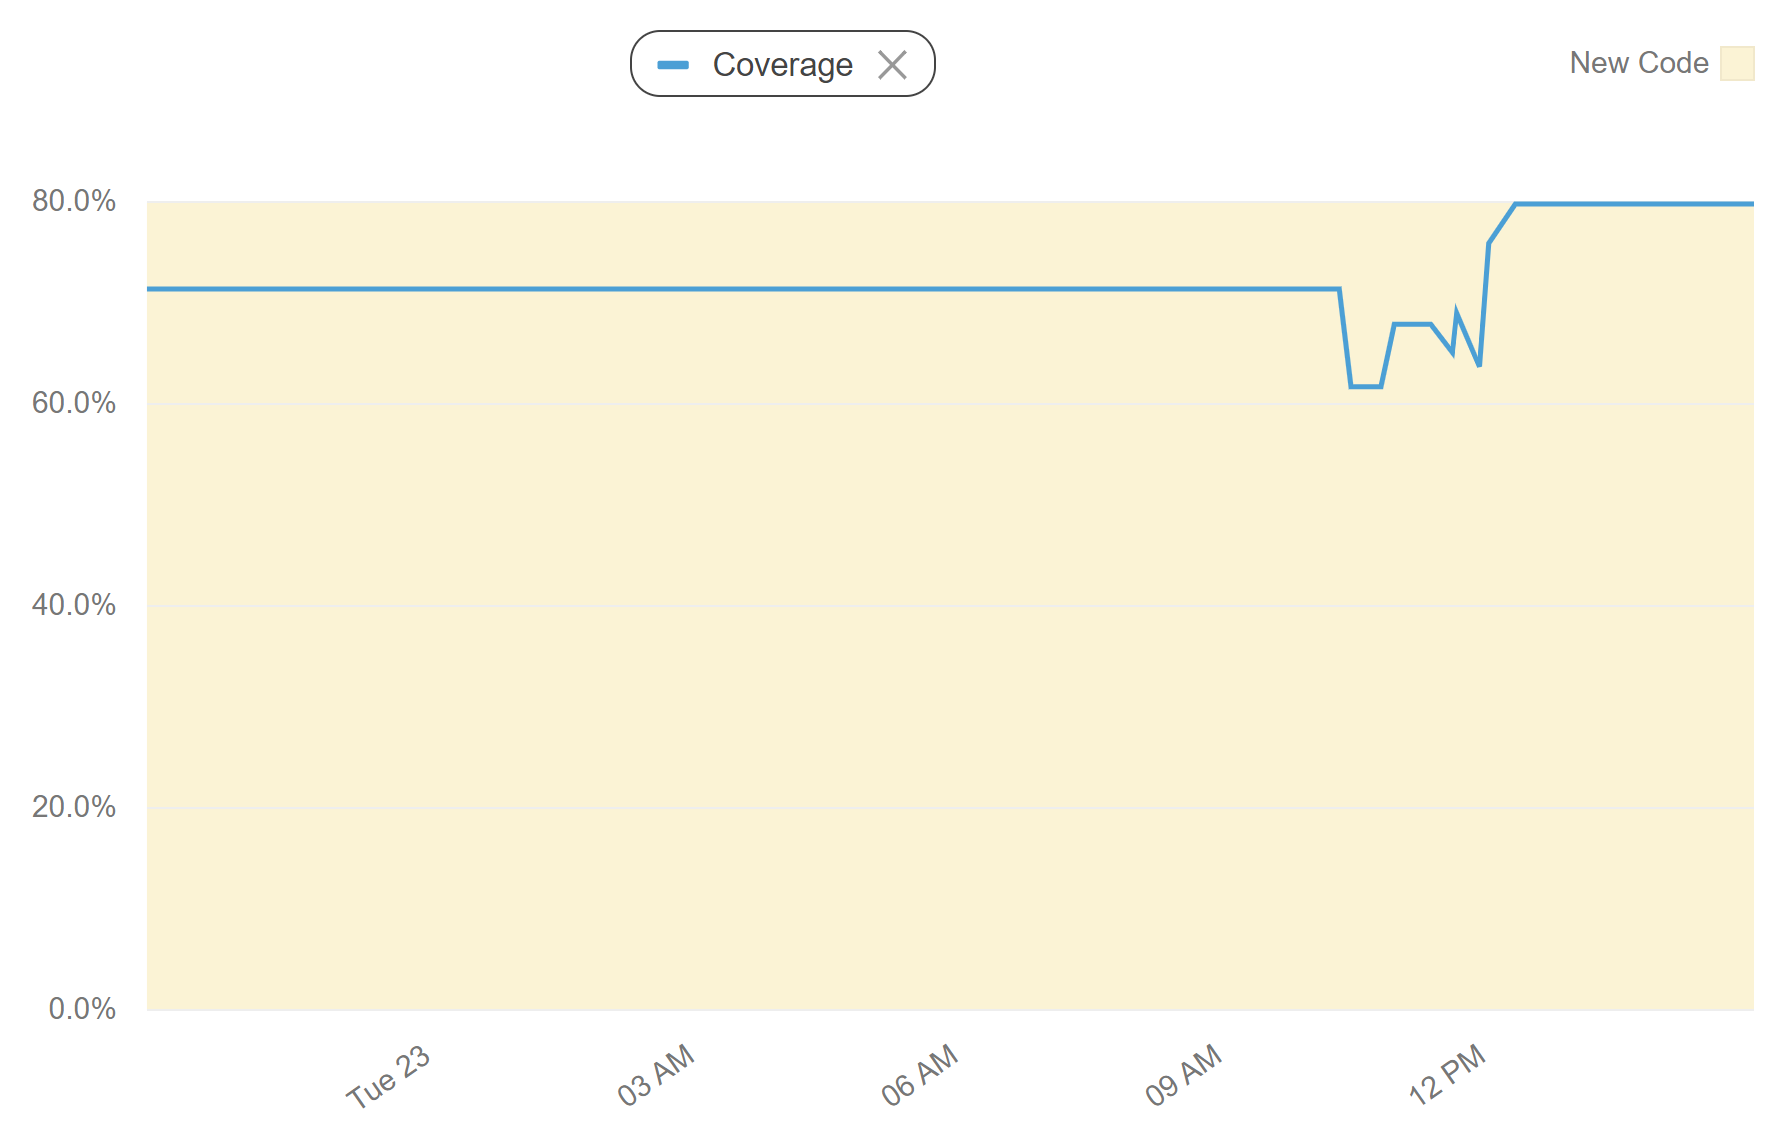 Coverage
New Code
80.0%
60.0%
40.0%
20.0%
0.0%
Tue 23
03 AM
06 AM
09 AM
12 PM